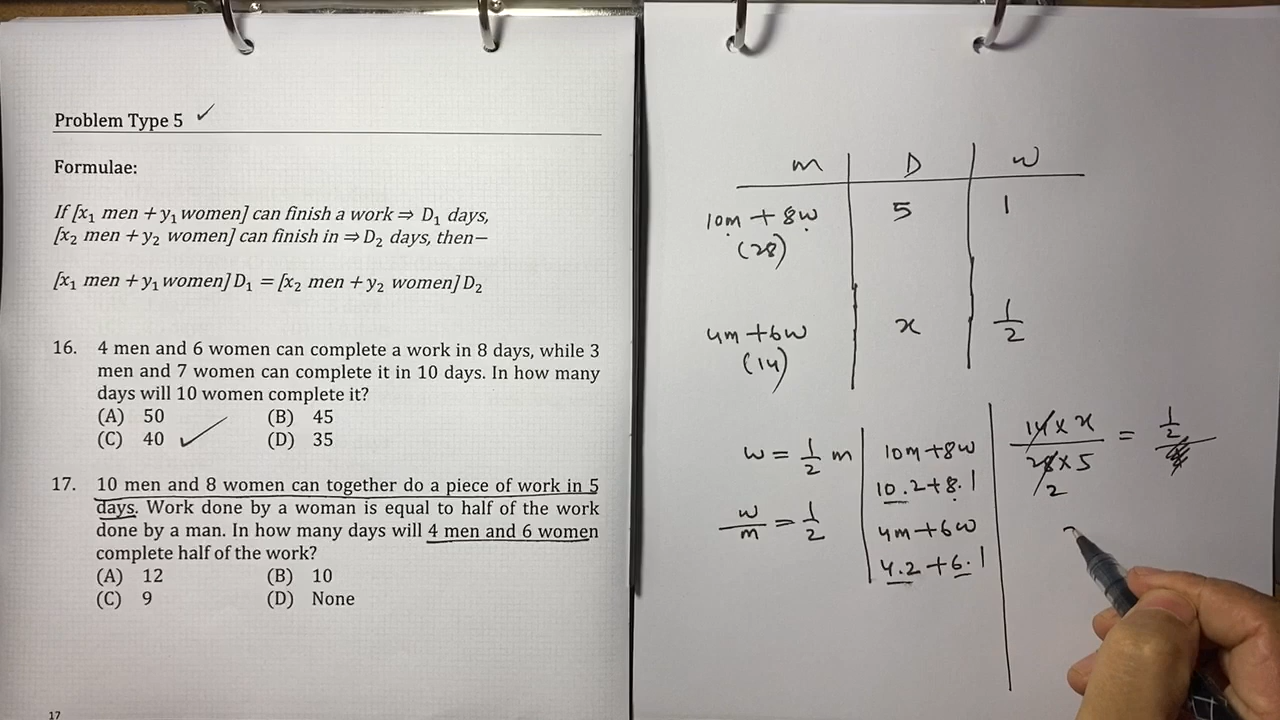 Problem Type 5 ✓
Formulae:
If [x₁ men + y₁ women] can finish a work ⇒ D₁ days,
[x₂ men + y₂ women] can finish in ⇒ D₂ days, then−
[x₁ men + y₁ women] D₁ = [x₂ men + y₂ women] D₂
16. 4 men and 6 women can complete a work in 8 days, while 3
men and 7 women can complete it in 10 days. In how many
days will 10 women complete it?
(A) 50 (B) 45
(C) 40 ✓ (D) 35
17. 10 men and 8 women can together do a piece of work in 5
days. Work done by a woman is equal to half of the work
done by a man. In how many days will 4 men and 6 women
complete half of the work?
(A) 12 (B) 10
(C) 9 (D) None
17
M D W
10m + 8w 5 1
(28)
4m + 6w x 1/2
(14)
w = 1/2 m
w/m = 1/2
10m + 8w
10.2 + 8.1
4m + 6w
4.2 + 6.1
14 × x / 28 × 5 = 1/2
2